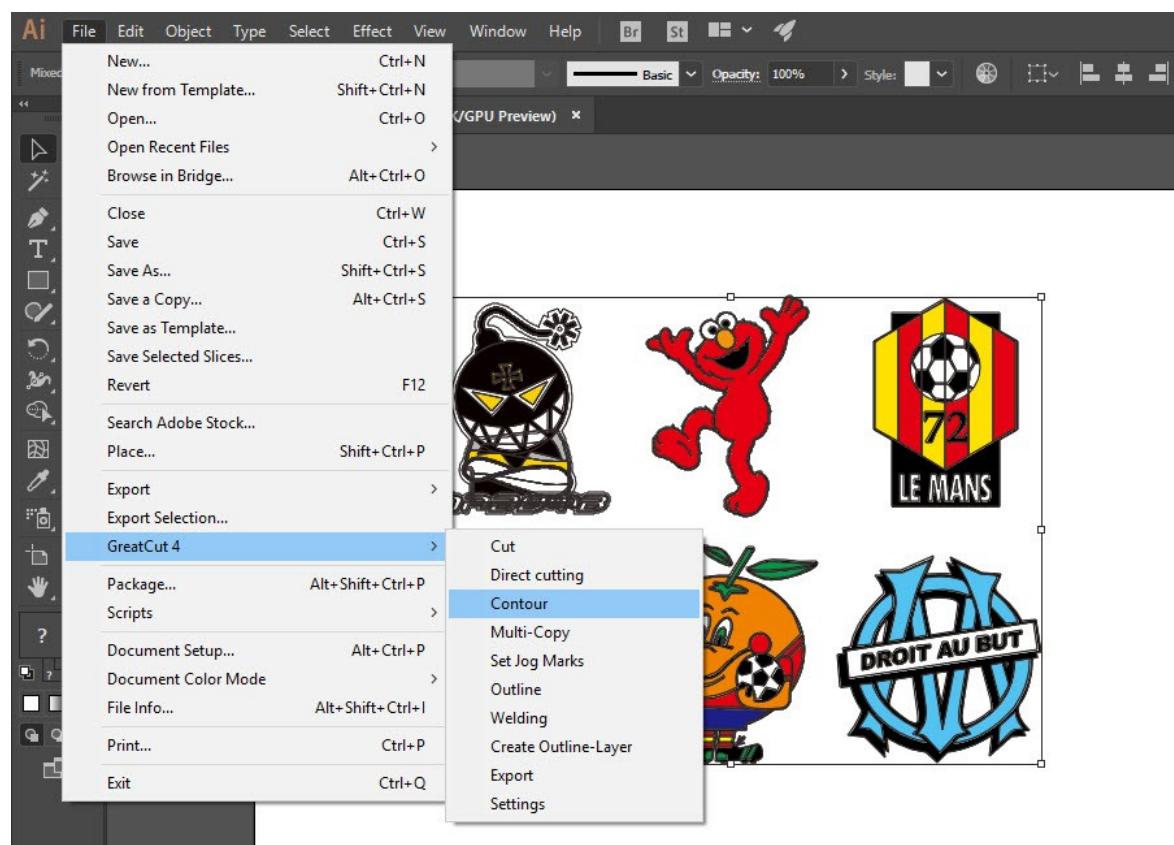 Ai File Edit Object Type Select Effect View Window Help Br St
Mixed Basic Opacity: 100% Style:
/GPU Preview) ×
New... Ctrl+N
New from Template... Shift+Ctrl+N
Open... Ctrl+O
Open Recent Files
Browse in Bridge... Alt+Ctrl+O
Close Ctrl+W
Save Ctrl+S
Save As... Shift+Ctrl+S
Save a Copy... Alt+Ctrl+S
Save as Template...
Save Selected Slices...
Revert F12
Search Adobe Stock...
Place... Shift+Ctrl+P
Export
Export Selection...
GreatCut 4
Package... Alt+Shift+Ctrl+P
Scripts
Document Setup... Alt+Ctrl+P
Document Color Mode
File Info... Alt+Shift+Ctrl+I
Print... Ctrl+P
Exit Ctrl+Q
Cut
Direct cutting
Contour
Multi-Copy
Set Jog Marks
Outline
Welding
Create Outline-Layer
Export
Settings
72
LE MANS
DROIT AU BUT